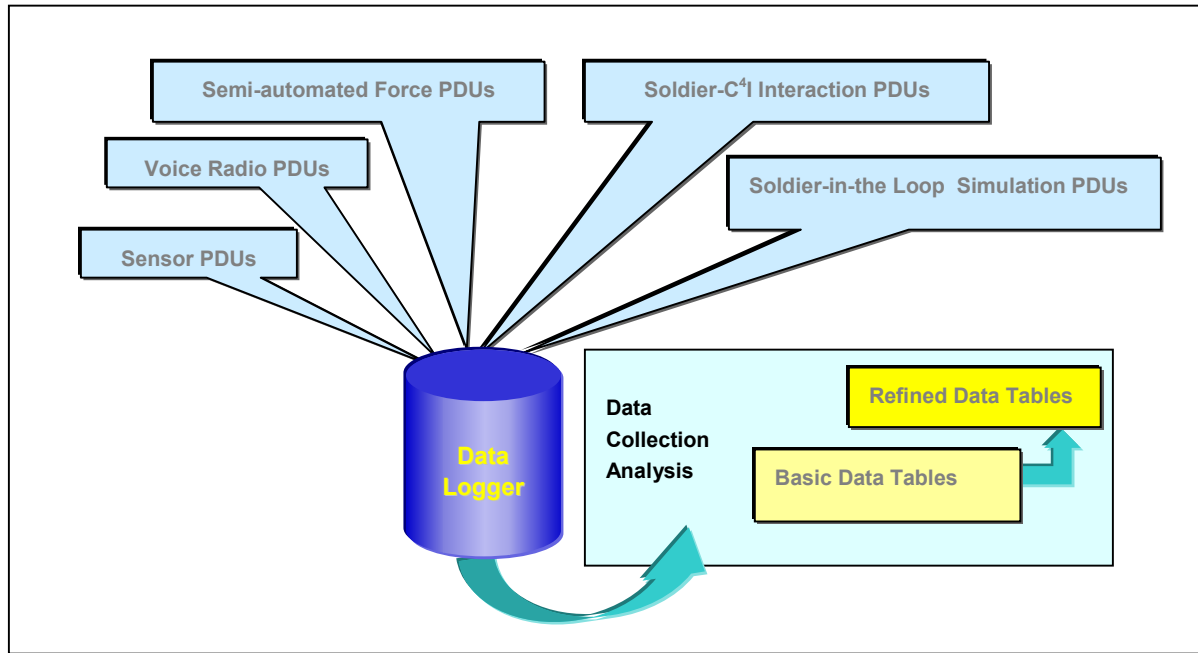 Semi-automated Force PDUs
Soldier-C⁴I Interaction PDUs
Voice Radio PDUs
Soldier-in-the Loop Simulation PDUs
Sensor PDUs
Data
Logger
Data
Collection
Analysis
Refined Data Tables
Basic Data Tables